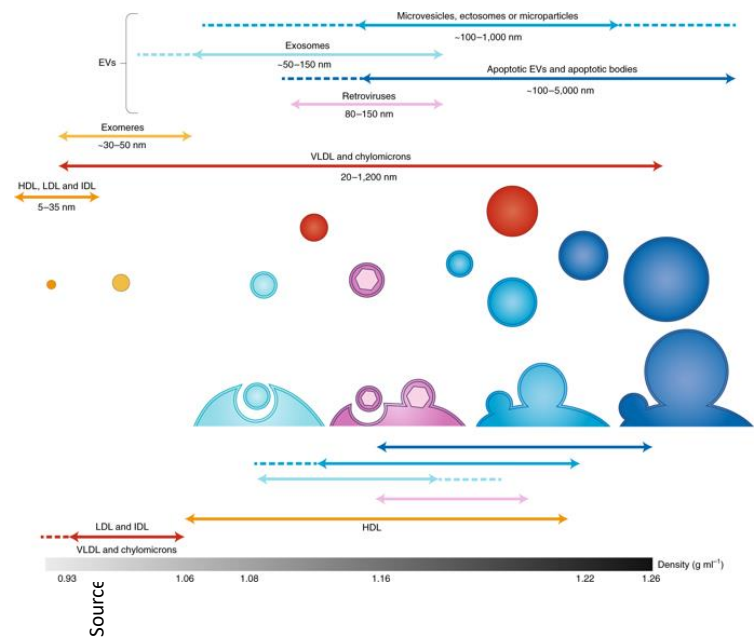 Microvesicles, ectosomes or microparticles
~100–1,000 nm
Exosomes
~50–150 nm
EVs
Apoptotic EVs and apoptotic bodies
~100–5,000 nm
Retroviruses
80–150 nm
Exomeres
~30–50 nm
VLDL and chylomicrons
20–1,200 nm
HDL, LDL and IDL
5–35 nm
LDL and IDL
HDL
VLDL and chylomicrons
Density (g ml⁻¹)
0.93 1.06 1.08 1.16 1.22 1.26
Source